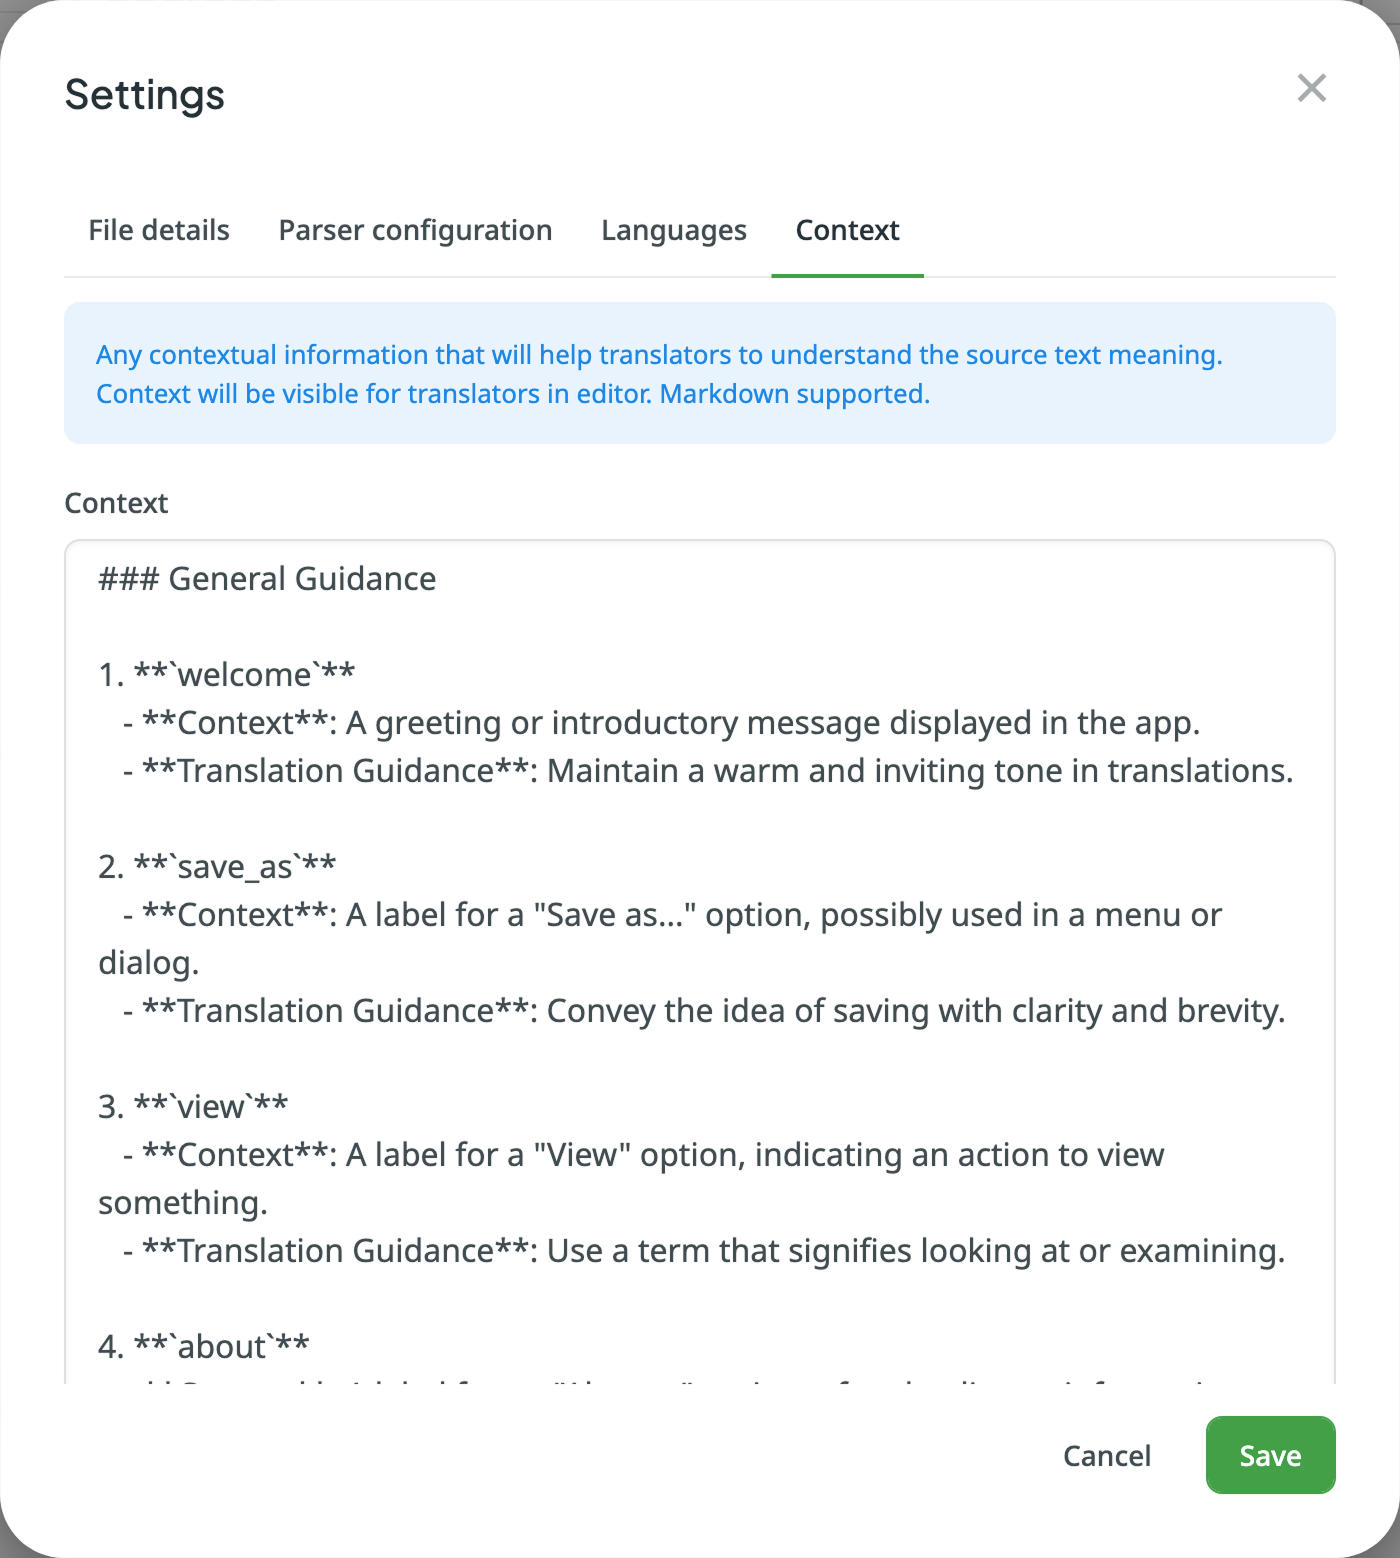 Settings
File details Parser configuration Languages Context
Any contextual information that will help translators to understand the source text meaning.
Context will be visible for translators in editor. Markdown supported.
Context
### General Guidance
1. **`welcome`**
- **Context**: A greeting or introductory message displayed in the app.
- **Translation Guidance**: Maintain a warm and inviting tone in translations.
2. **`save_as`**
- **Context**: A label for a "Save as..." option, possibly used in a menu or
dialog.
- **Translation Guidance**: Convey the idea of saving with clarity and brevity.
3. **`view`**
- **Context**: A label for a "View" option, indicating an action to view
something.
- **Translation Guidance**: Use a term that signifies looking at or examining.
4. **`about`**
Cancel Save